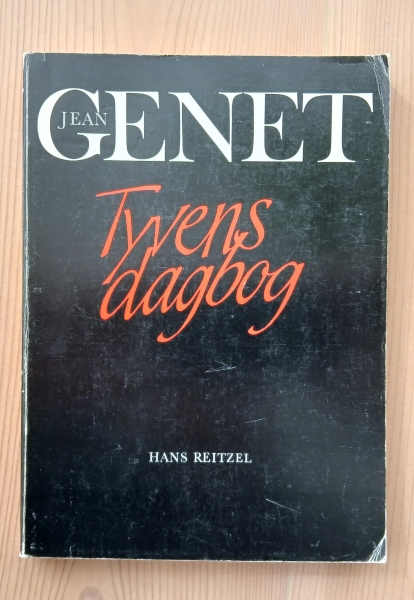 JEAN
GENET
Tyvens
dagbog
HANS REITZEL